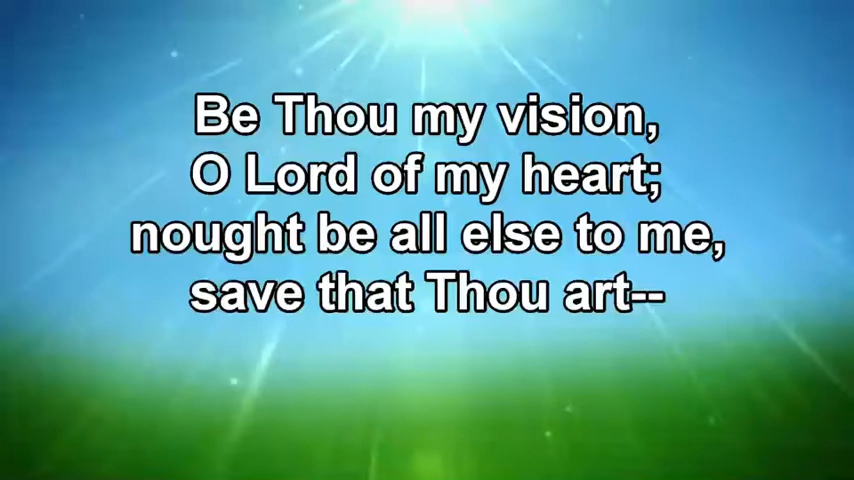 Be Thou my vision,
O Lord of my heart;
nought be all else to me,
save that Thou art--